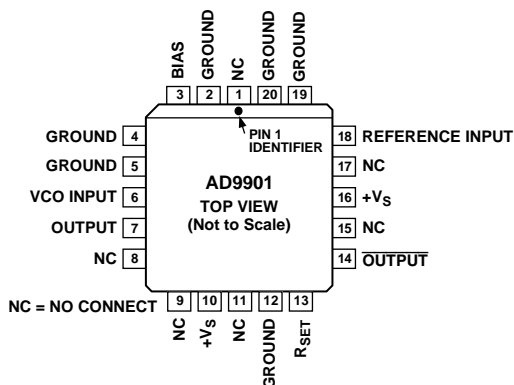 BIAS
GROUND
NC
GROUND
GROUND
3 2 1 20 19
PIN 1
IDENTIFIER
GROUND 4
GROUND 5
VCO INPUT 6
OUTPUT 7
NC 8
18 REFERENCE INPUT
17 NC
16 +VS
15 NC
14 OUTPUT
AD9901
TOP VIEW
(Not to Scale)
NC = NO CONNECT
9 10 11 12 13
NC
+VS
NC
GROUND
RSET